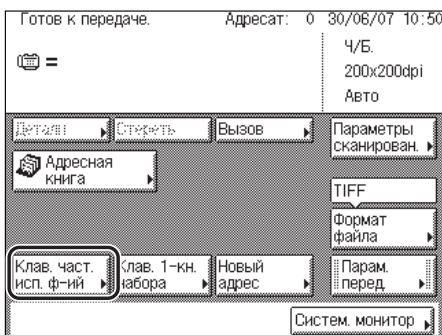 Готов к передаче. Адресат: 0 30/06/07 10:50
Ч/Б.
200x200dpi
Авто
Детали Стереть Вызов Параметры сканирован.
Адресная книга
TIFF
Формат файла
Клав. част. исп. ф-ий Клав. 1-кн. набора Новый адрес Парам. перед.
Систем. монитор